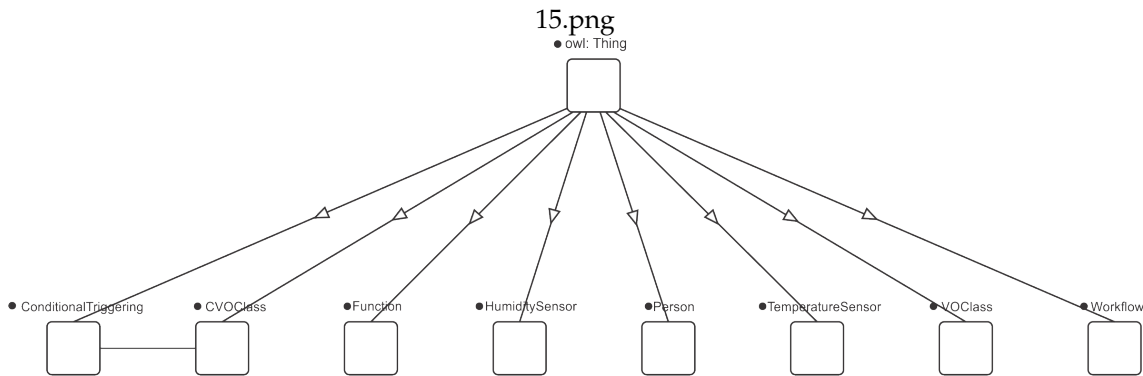 15.png
owl: Thing
ConditionalTriggering
CVOClass
Function
HumiditySensor
Person
TemperatureSensor
VOClass
Workflow